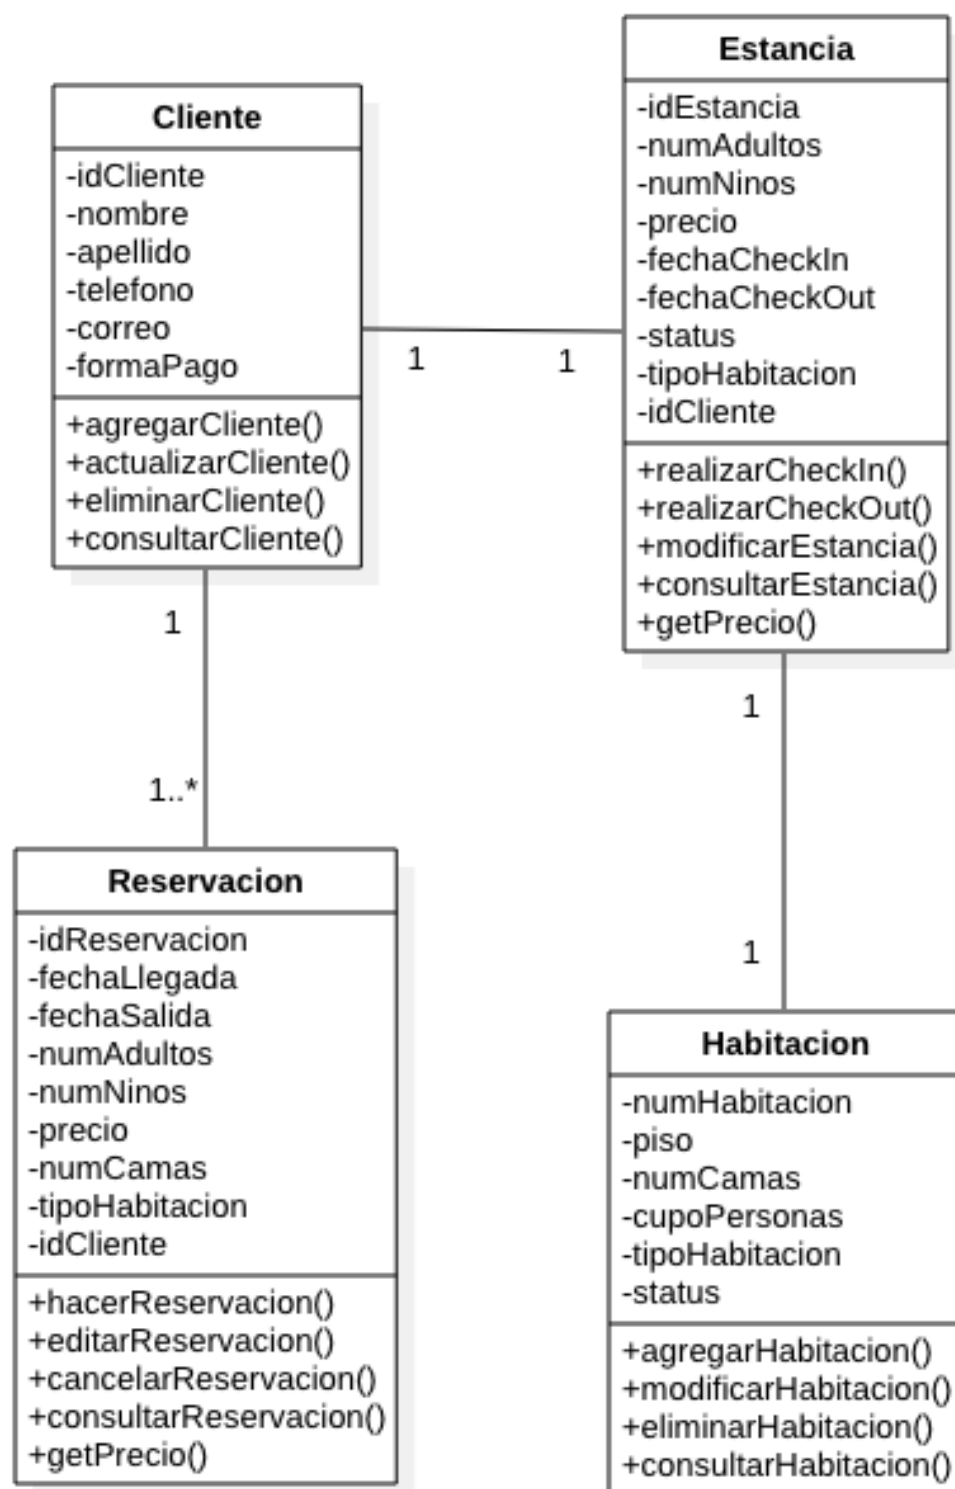 Cliente
-idCliente
-nombre
-apellido
-telefono
-correo
-formaPago
+agregarCliente()
+actualizarCliente()
+eliminarCliente()
+consultarCliente()
1
1
Estancia
-idEstancia
-numAdultos
-numNinos
-precio
-fechaCheckIn
-fechaCheckOut
-status
-tipoHabitacion
-idCliente
+realizarCheckIn()
+realizarCheckOut()
+modificarEstancia()
+consultarEstancia()
+getPrecio()
1
1..*
Reservacion
-idReservacion
-fechaLlegada
-fechaSalida
-numAdultos
-numNinos
-precio
-numCamas
-tipoHabitacion
-idCliente
+hacerReservacion()
+editarReservacion()
+cancelarReservacion()
+consultarReservacion()
+getPrecio()
1
1
Habitacion
-numHabitacion
-piso
-numCamas
-cupoPersonas
-tipoHabitacion
-status
+agregarHabitacion()
+modificarHabitacion()
+eliminarHabitacion()
+consultarHabitacion()